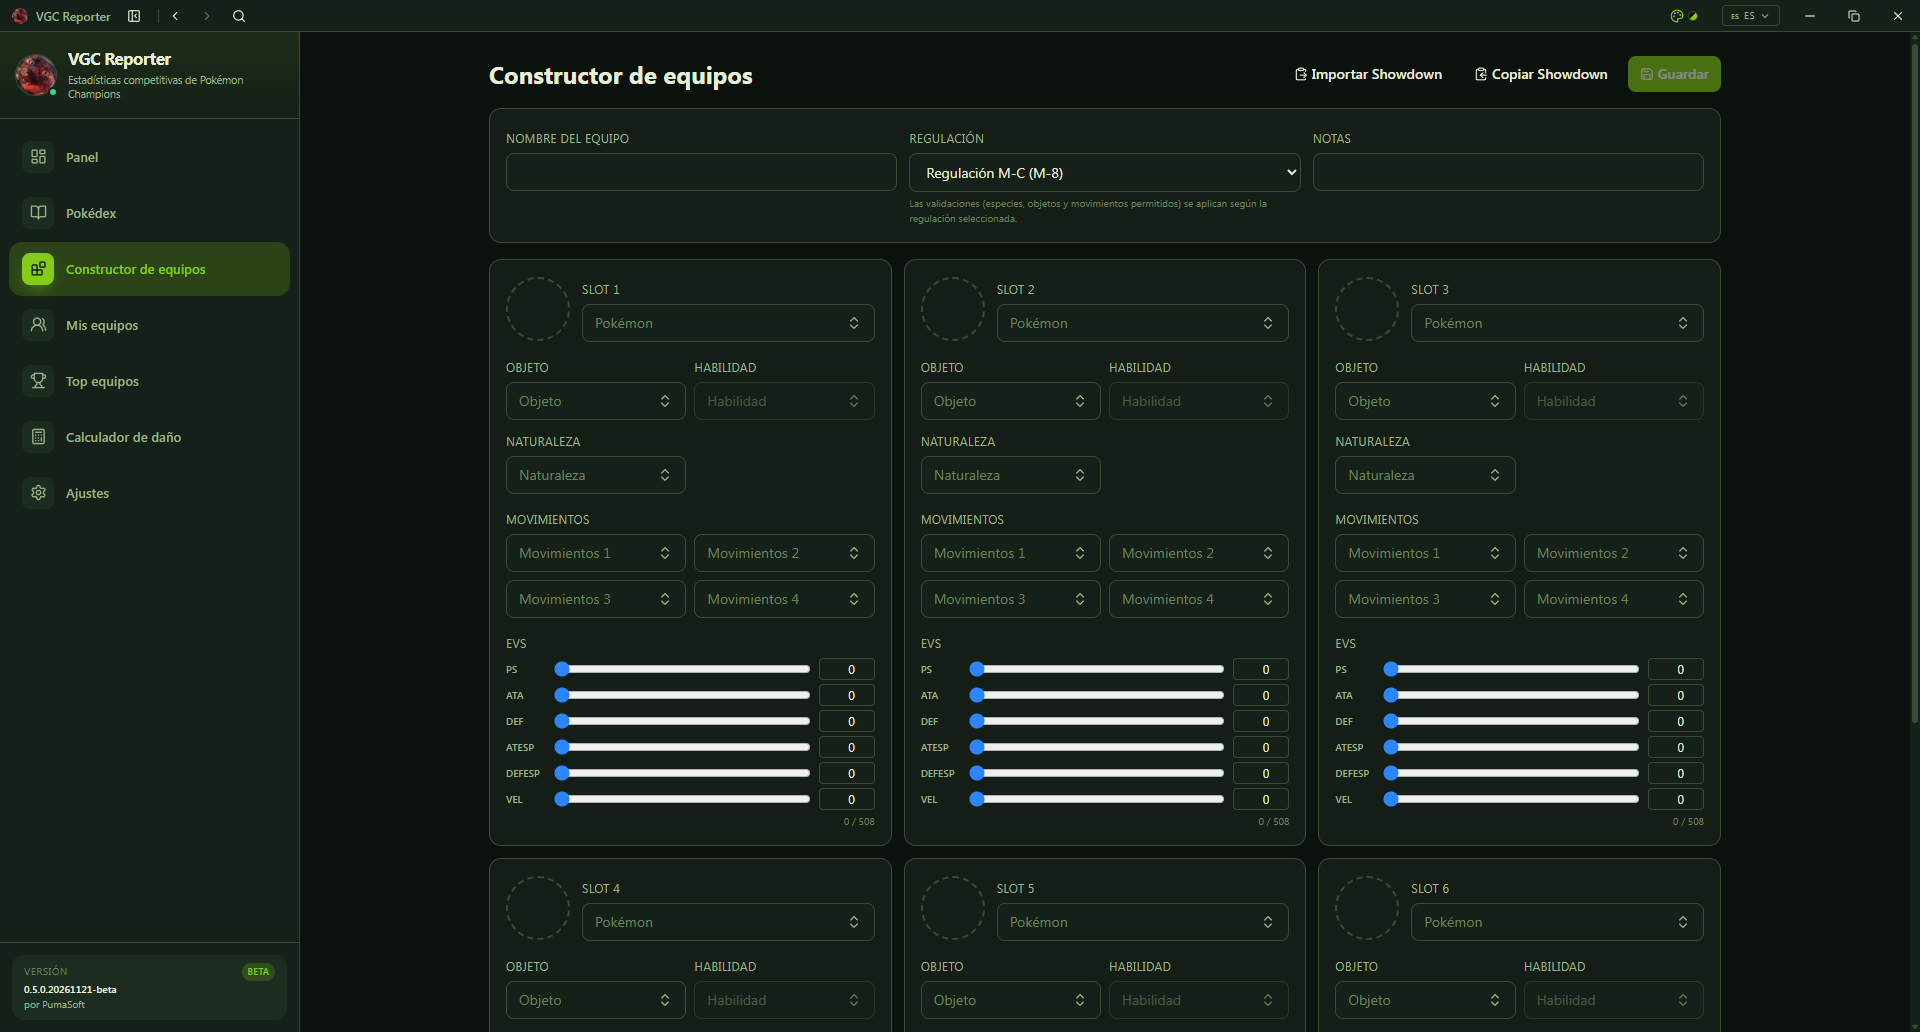 VGC Reporter
ES ES
VGC Reporter
Estadísticas competitivas de Pokémon
Champions
Panel
Pokédex
Constructor de equipos
Mis equipos
Top equipos
Calculador de daño
Ajustes
VERSIÓN
BETA
0.5.0.20261121-beta
por PumaSoft
Constructor de equipos
Importar Showdown
Copiar Showdown
Guardar
NOMBRE DEL EQUIPO
REGULACIÓN
Regulación M-C (M-8)
Las validaciones (especies, objetos y movimientos permitidos) se aplican según la
regulación seleccionada.
NOTAS
SLOT 1
Pokémon
OBJETO HABILIDAD
Objeto Habilidad
NATURALEZA
Naturaleza
MOVIMIENTOS
Movimientos 1 Movimientos 2
Movimientos 3 Movimientos 4
EVS
PS 0
ATA 0
DEF 0
ATESP 0
DEFESP 0
VEL 0
0 / 508
SLOT 2
Pokémon
OBJETO HABILIDAD
Objeto Habilidad
NATURALEZA
Naturaleza
MOVIMIENTOS
Movimientos 1 Movimientos 2
Movimientos 3 Movimientos 4
EVS
PS 0
ATA 0
DEF 0
ATESP 0
DEFESP 0
VEL 0
0 / 508
SLOT 3
Pokémon
OBJETO HABILIDAD
Objeto Habilidad
NATURALEZA
Naturaleza
MOVIMIENTOS
Movimientos 1 Movimientos 2
Movimientos 3 Movimientos 4
EVS
PS 0
ATA 0
DEF 0
ATESP 0
DEFESP 0
VEL 0
0 / 508
SLOT 4
Pokémon
OBJETO HABILIDAD
Objeto Habilidad
SLOT 5
Pokémon
OBJETO HABILIDAD
Objeto Habilidad
SLOT 6
Pokémon
OBJETO HABILIDAD
Objeto Habilidad